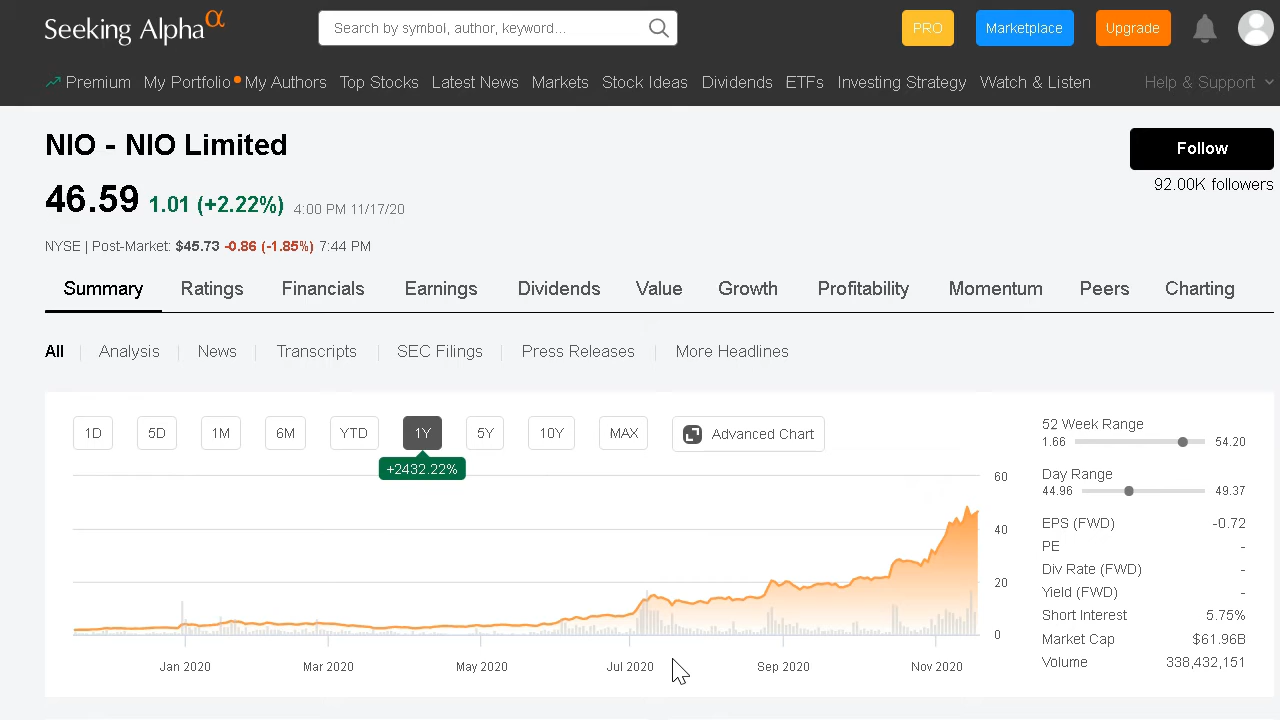 Seeking Alpha α
Search by symbol, author, keyword...
PRO
Marketplace
Upgrade
Premium My Portfolio My Authors Top Stocks Latest News Markets Stock Ideas Dividends ETFs Investing Strategy Watch & Listen Help & Support
NIO - NIO Limited
Follow
92.00K followers
46.59 1.01 (+2.22%) 4:00 PM 11/17/20
NYSE | Post-Market: $45.73 -0.86 (-1.85%) 7:44 PM
Summary Ratings Financials Earnings Dividends Value Growth Profitability Momentum Peers Charting
All Analysis News Transcripts SEC Filings Press Releases More Headlines
1D 5D 1M 6M YTD 1Y 5Y 10Y MAX Advanced Chart
+2432.22%
60
40
20
0
Jan 2020 Mar 2020 May 2020 Jul 2020 Sep 2020 Nov 2020
52 Week Range
1.66 54.20
Day Range
44.96 49.37
EPS (FWD) -0.72
PE -
Div Rate (FWD) -
Yield (FWD) -
Short Interest 5.75%
Market Cap $61.96B
Volume 338,432,151